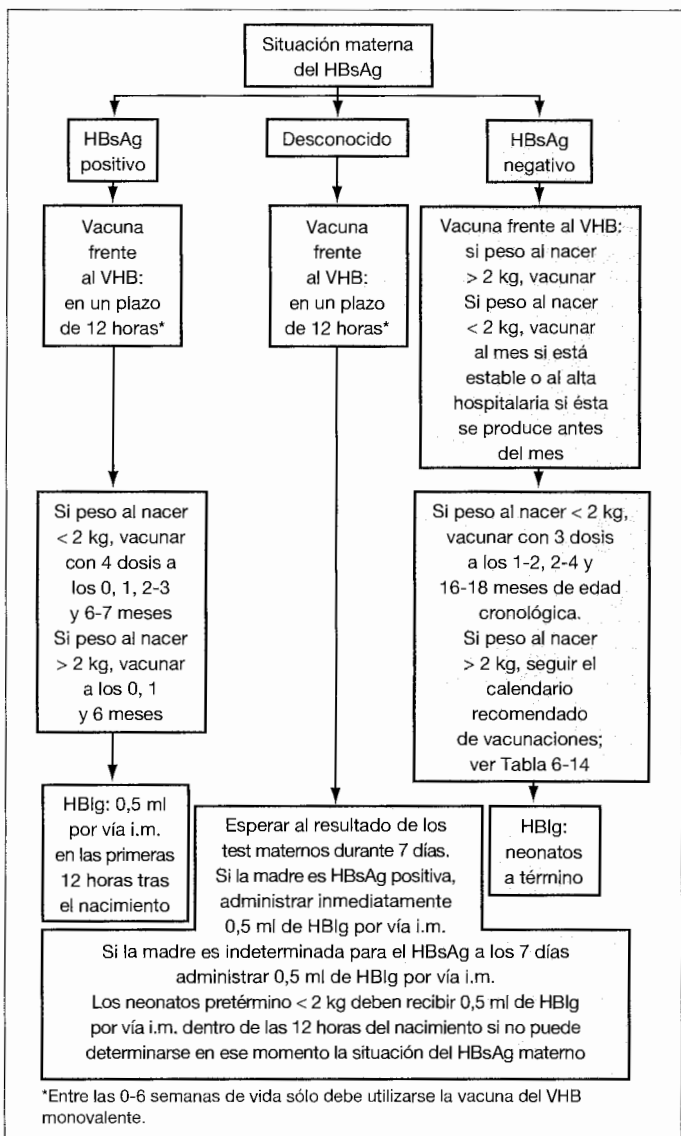 Situación materna
del HBsAg
HBsAg
positivo
Desconocido
HBsAg
negativo
Vacuna
frente
al VHB:
en un plazo
de 12 horas*
Vacuna
frente
al VHB:
en un plazo
de 12 horas*
Vacuna frente al VHB:
si peso al nacer
> 2 kg, vacunar
Si peso al nacer
< 2 kg, vacunar
al mes si está
estable o al alta
hospitalaria si ésta
se produce antes
del mes
Si peso al nacer
< 2 kg, vacunar
con 4 dosis a
los 0, 1, 2-3
y 6-7 meses
Si peso al nacer
> 2 kg, vacunar
a los 0, 1
y 6 meses
Si peso al nacer < 2 kg,
vacunar con 3 dosis
a los 1-2, 2-4 y
16-18 meses de edad
cronológica.
Si peso al nacer
> 2 kg, seguir el
calendario
recomendado
de vacunaciones;
ver Tabla 6-14
HBIg: 0,5 ml
por vía i.m.
en las primeras
12 horas tras
el nacimiento
Esperar al resultado de los
test maternos durante 7 días.
Si la madre es HBsAg positiva,
administrar inmediatamente
0,5 ml de HBIg por vía i.m.
Si la madre es indeterminada para el HBsAg a los 7 días
administrar 0,5 ml de HBIg por vía i.m.
Los neonatos pretérmino < 2 kg deben recibir 0,5 ml de HBIg
por vía i.m. dentro de las 12 horas del nacimiento si no puede
determinarse en ese momento la situación del HBsAg materno
HBIg:
neonatos
a término
*Entre las 0-6 semanas de vida sólo debe utilizarse la vacuna del VHB
monovalente.